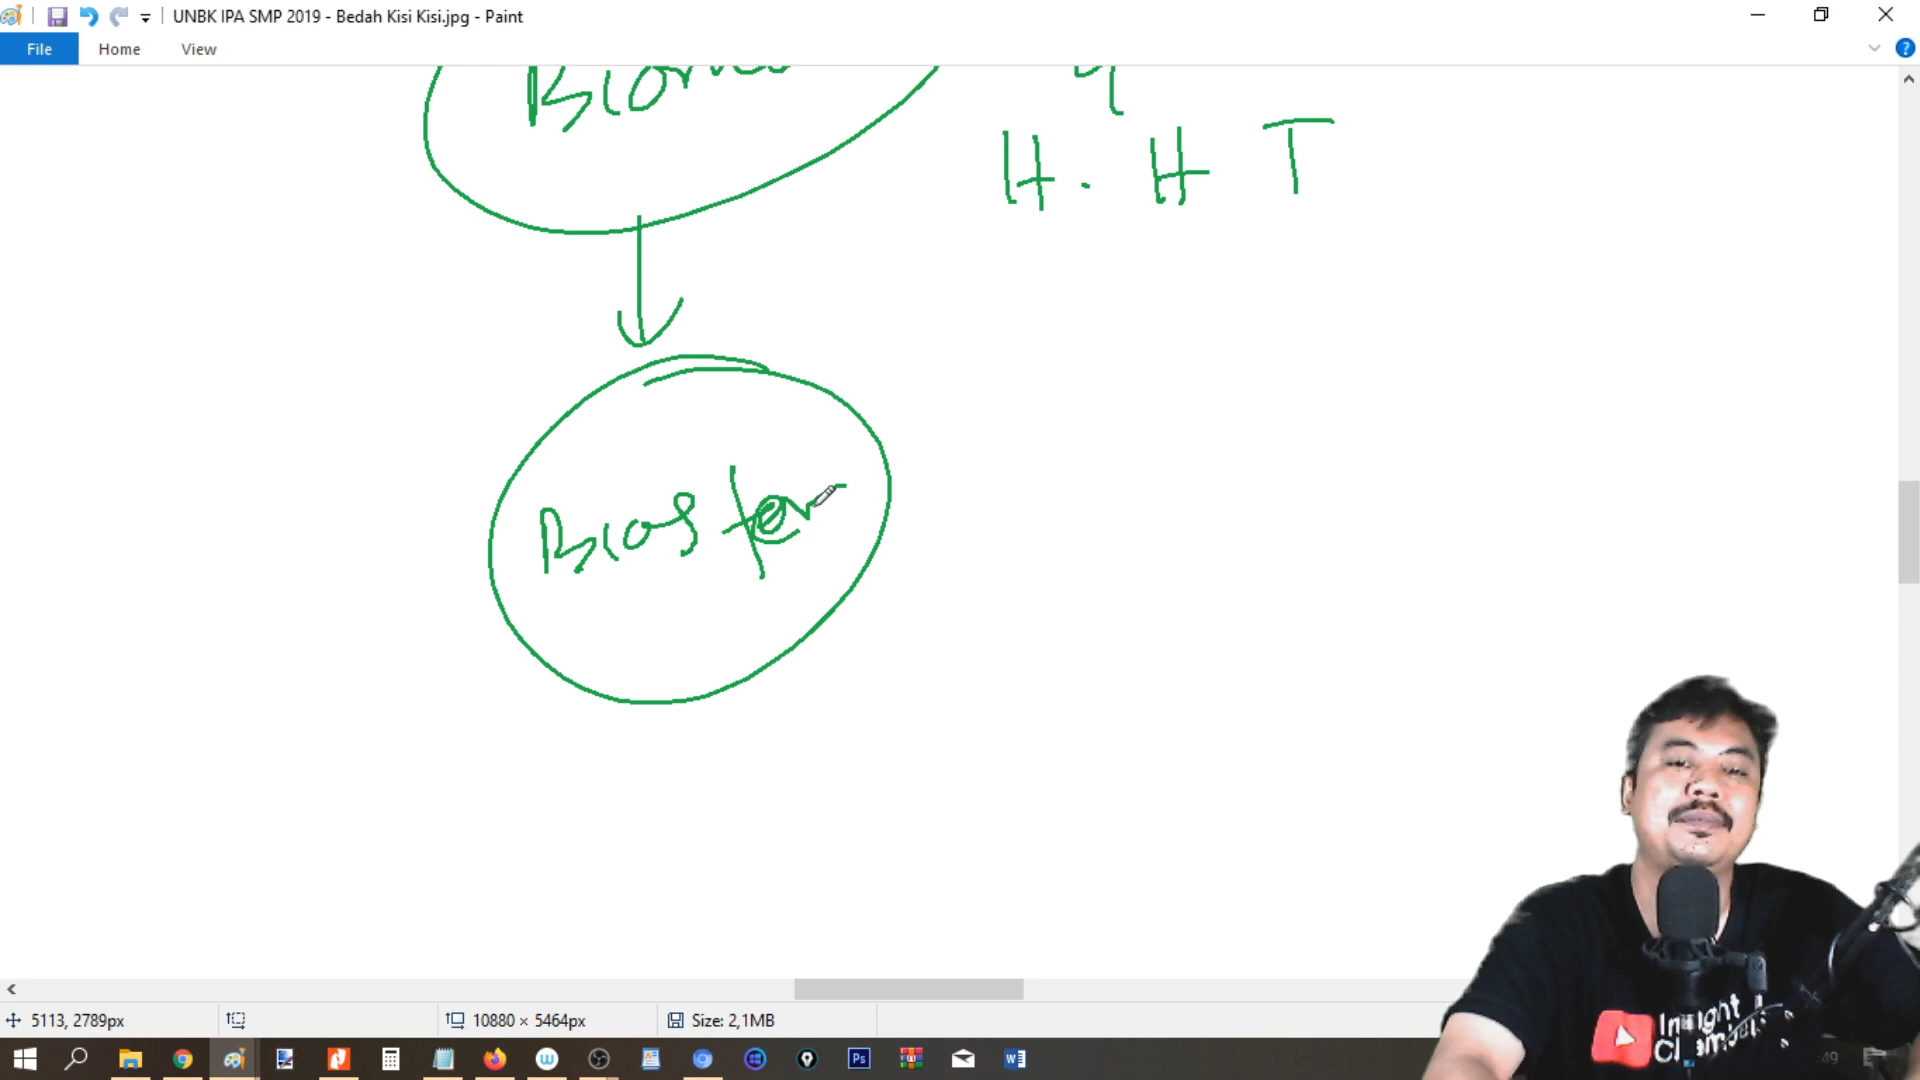 UNBK IPA SMP 2019 - Bedah Kisi Kisi.jpg - Paint
File Home View
H. H T
Biosfer
5113, 2789px
10880 × 5464px
Size: 2,1MB
Insight